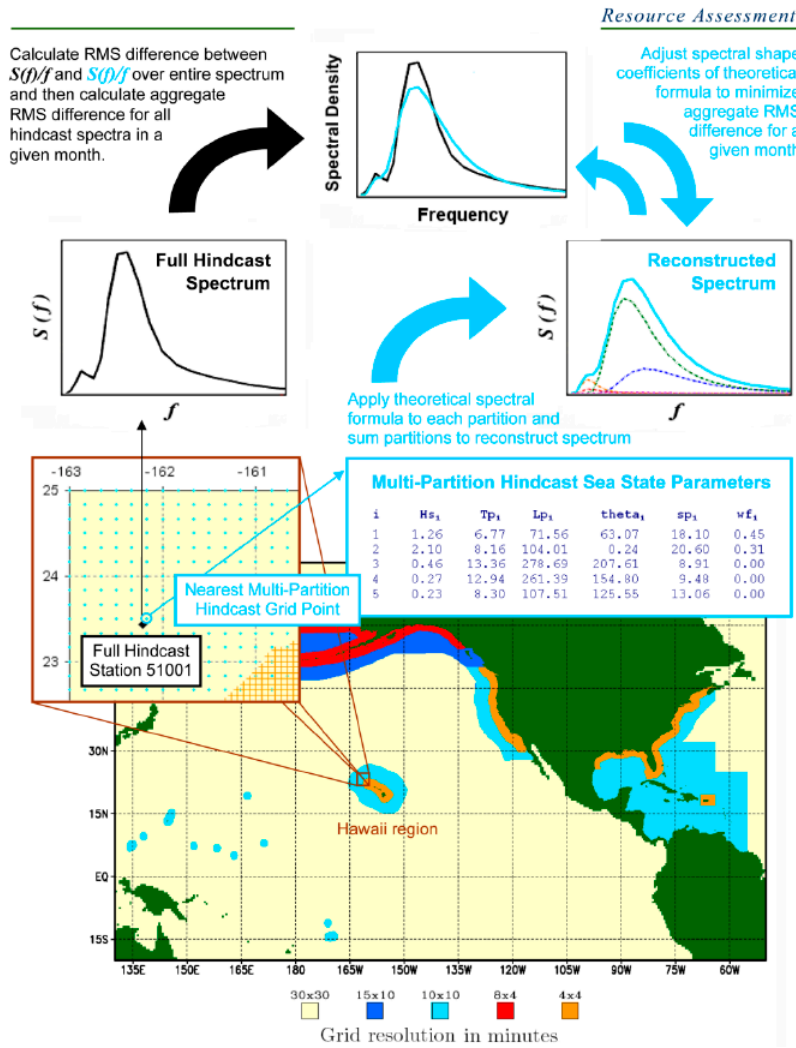 Resource Assessment
Calculate RMS difference between
S(f)/f and S(f)/f over entire spectrum
and then calculate aggregate
RMS difference for all
hindcast spectra in a
given month.
Spectral Density
Frequency
Adjust spectral shape
coefficients of theoretical
formula to minimize
aggregate RMS
difference for a
given month
Full Hindcast
Spectrum
S(f)
f
Reconstructed
Spectrum
S(f)
f
Apply theoretical spectral
formula to each partition and
sum partitions to reconstruct spectrum
-163 -162 -161
25
24
23
Nearest Multi-Partition
Hindcast Grid Point
Full Hindcast
Station 51001
Multi-Partition Hindcast Sea State Parameters
i Hsi Tpi Lpi thetai spi wfi
1 1.26 6.77 71.56 63.07 18.10 0.45
2 2.10 8.16 104.01 0.24 20.60 0.31
3 0.46 13.36 278.69 207.61 8.91 0.00
4 0.27 12.94 261.39 154.80 9.48 0.00
5 0.23 8.30 107.51 125.55 13.06 0.00
30N
15N
EQ
15S
Hawaii region
135E 150E 165E 180 165W 150W 135W 120W 105W 90W 75W 60W
30x30 15x10 10x10 8x4 4x4
Grid resolution in minutes